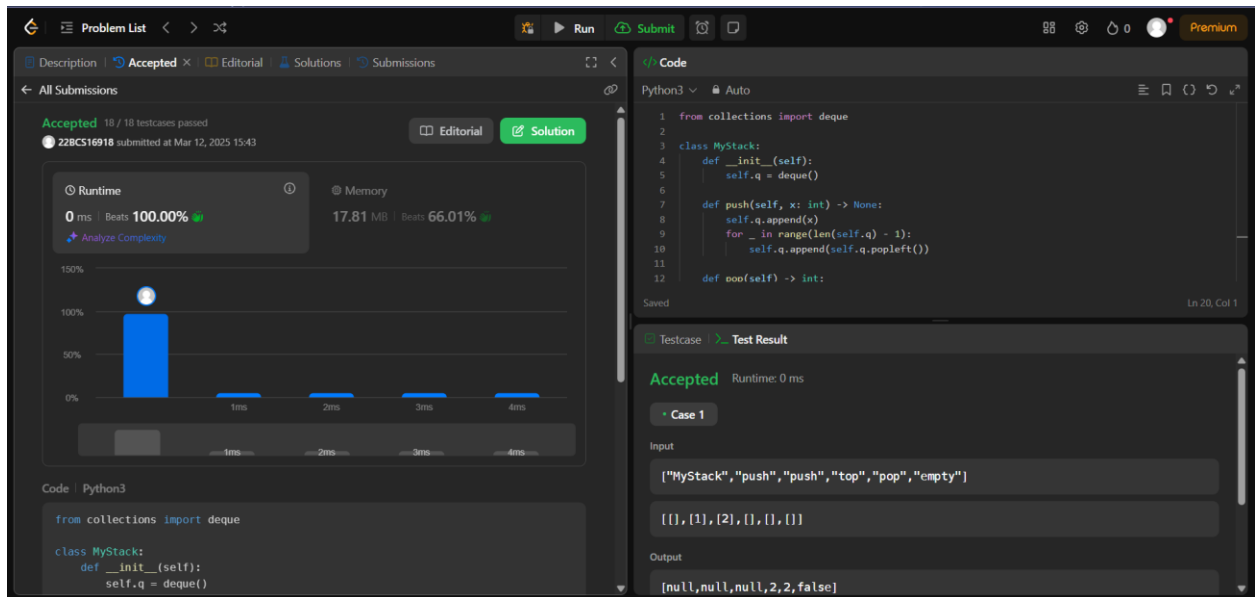 Problem List
Run
Submit
0
Premium
Description
Accepted
Editorial
Solutions
Submissions
All Submissions
Accepted 18 / 18 testcases passed
22BCS16918 submitted at Mar 12, 2025 15:43
Editorial
Solution
Runtime
0 ms | Beats 100.00%
Analyze Complexity
Memory
17.81 MB | Beats 66.01%
150%
100%
50%
0%
1ms 2ms 3ms 4ms
1ms 2ms 3ms 4ms
Code | Python3
from collections import deque
class MyStack:
def __init__(self):
self.q = deque()
</> Code
Python3 Auto
1 from collections import deque
2
3 class MyStack:
4 def __init__(self):
5 self.q = deque()
6
7 def push(self, x: int) -> None:
8 self.q.append(x)
9 for _ in range(len(self.q) - 1):
10 self.q.append(self.q.popleft())
11
12 def pop(self) -> int:
Saved
Ln 20, Col 1
Testcase | >_ Test Result
Accepted Runtime: 0 ms
• Case 1
Input
["MyStack","push","push","top","pop","empty"]
[[],[1],[2],[],[],[]]
Output
[null,null,null,2,2,false]